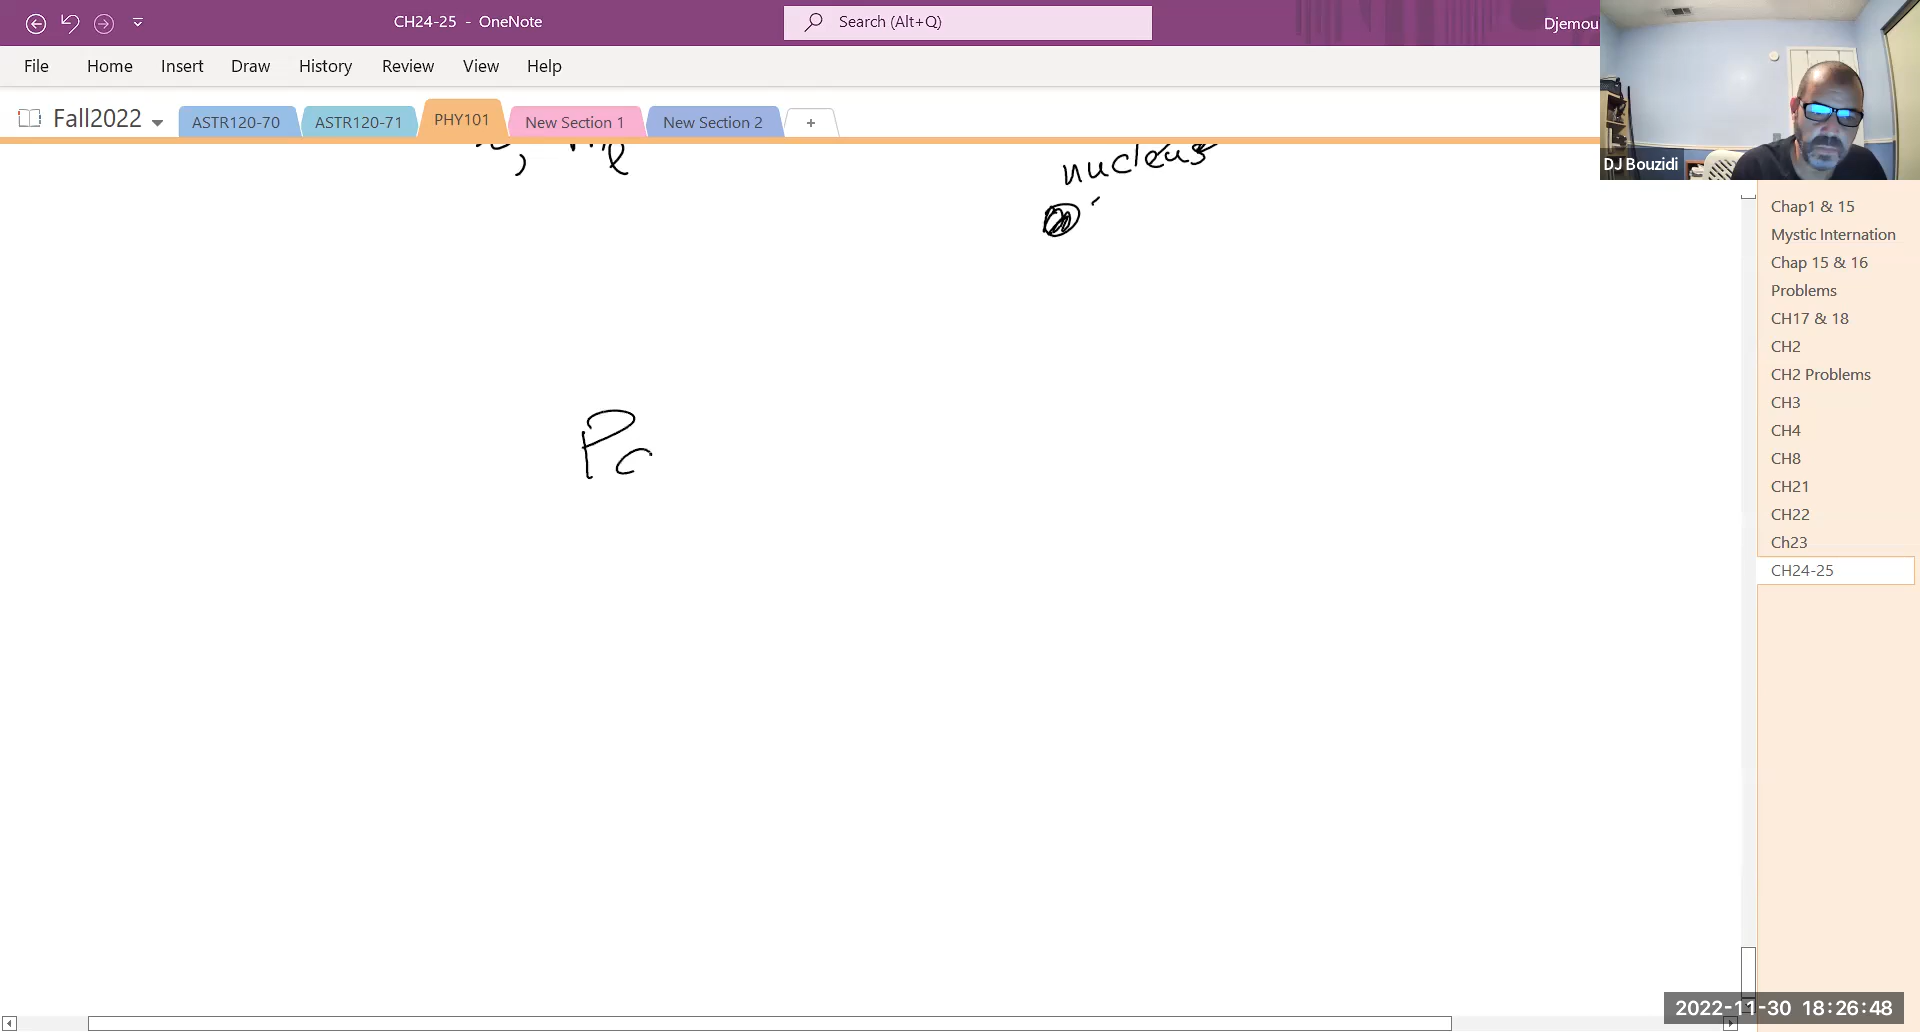 CH24-25 - OneNote
Search (Alt+Q)
Djemou
File Home Insert Draw History Review View Help
Fall2022
ASTR120-70
ASTR120-71
PHY101
New Section 1
New Section 2
+
DJ Bouzidi
nucleus
Pa
Chap1 & 15
Mystic Internation
Chap 15 & 16
Problems
CH17 & 18
CH2
CH2 Problems
CH3
CH4
CH8
CH21
CH22
Ch23
CH24-25
2022-11-30 18:26:48